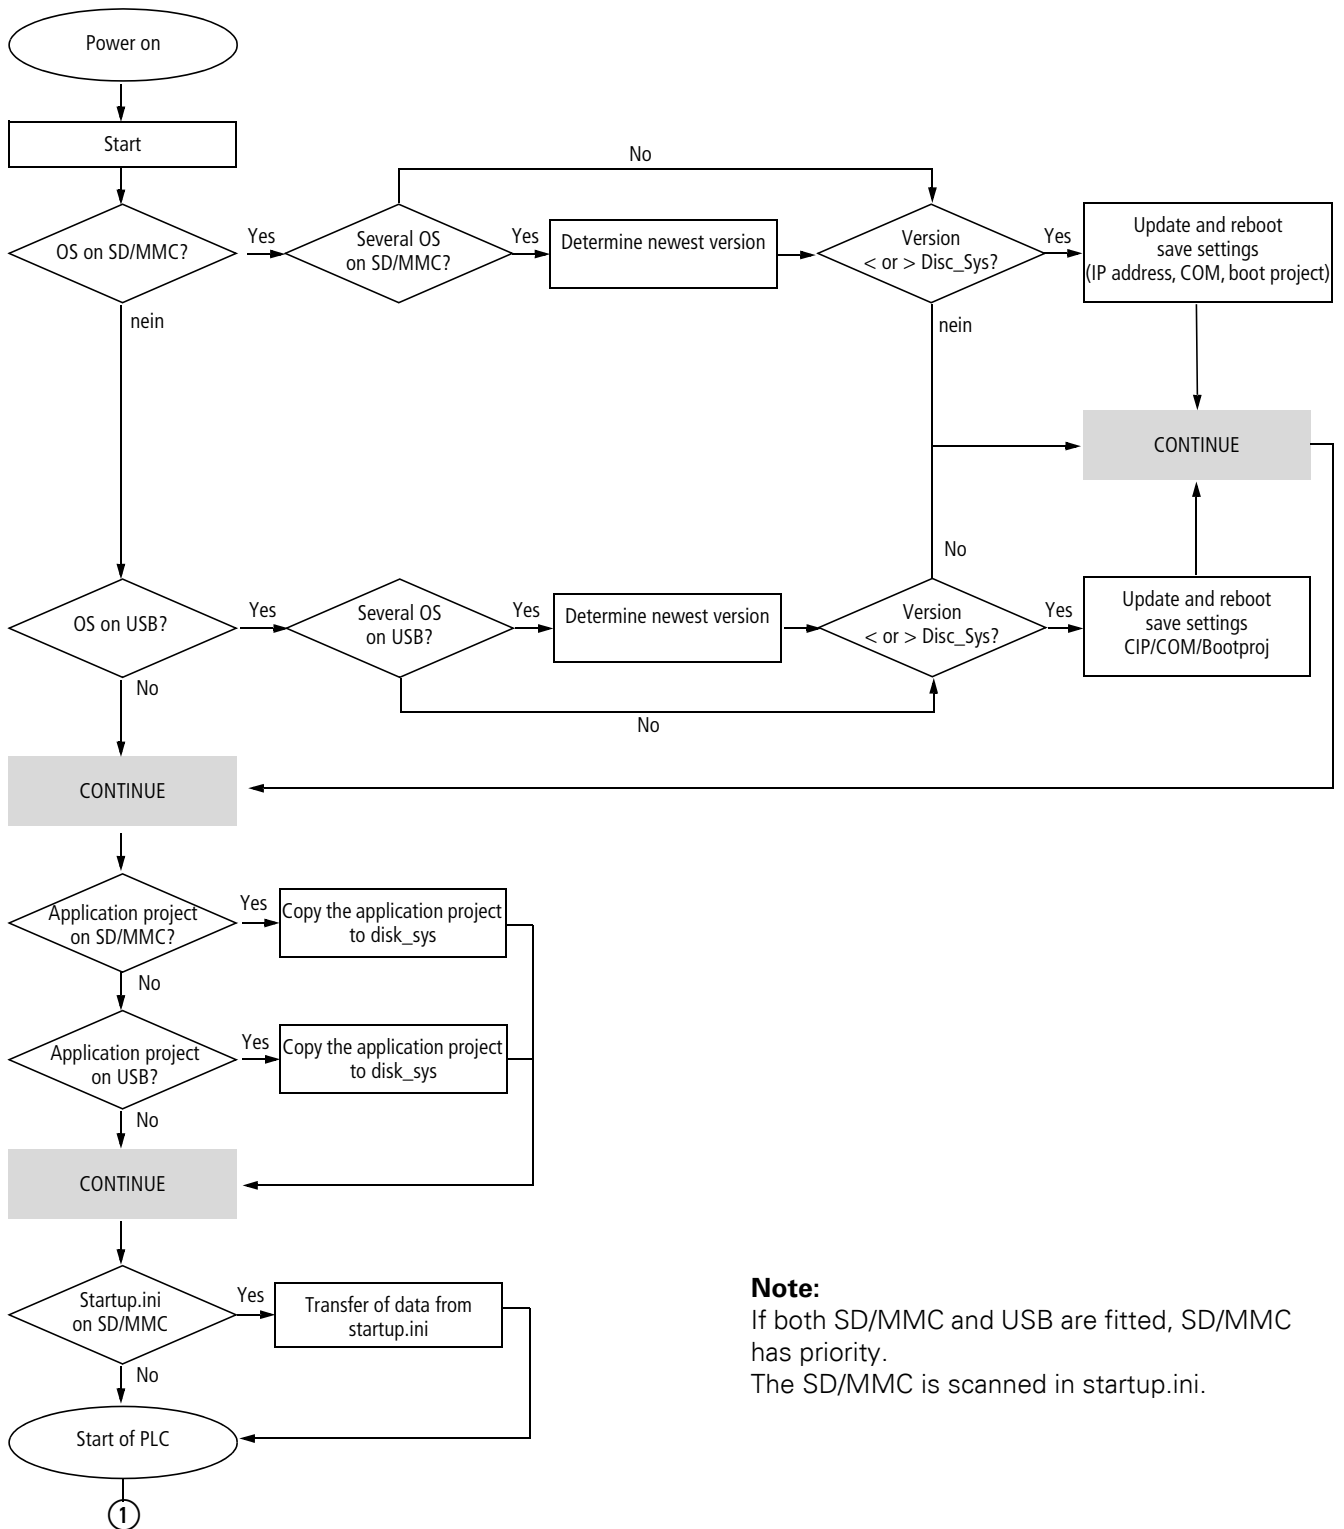 Power on
Start
No
OS on SD/MMC?
Yes
Several OS
on SD/MMC?
Yes
Determine newest version
Version
< or > Disc_Sys?
Yes
Update and reboot
save settings
(IP address, COM, boot project)
nein
nein
CONTINUE
No
OS on USB?
Yes
Several OS
on USB?
Yes
Determine newest version
Version
< or > Disc_Sys?
Yes
Update and reboot
save settings
CIP/COM/Bootproj
No
No
CONTINUE
Application project
on SD/MMC?
Yes
Copy the application project
to disk_sys
No
Application project
on USB?
Yes
Copy the application project
to disk_sys
No
CONTINUE
Startup.ini
on SD/MMC
Yes
Transfer of data from
startup.ini
No
Start of PLC
1
Note:
If both SD/MMC and USB are fitted, SD/MMC
has priority.
The SD/MMC is scanned in startup.ini.